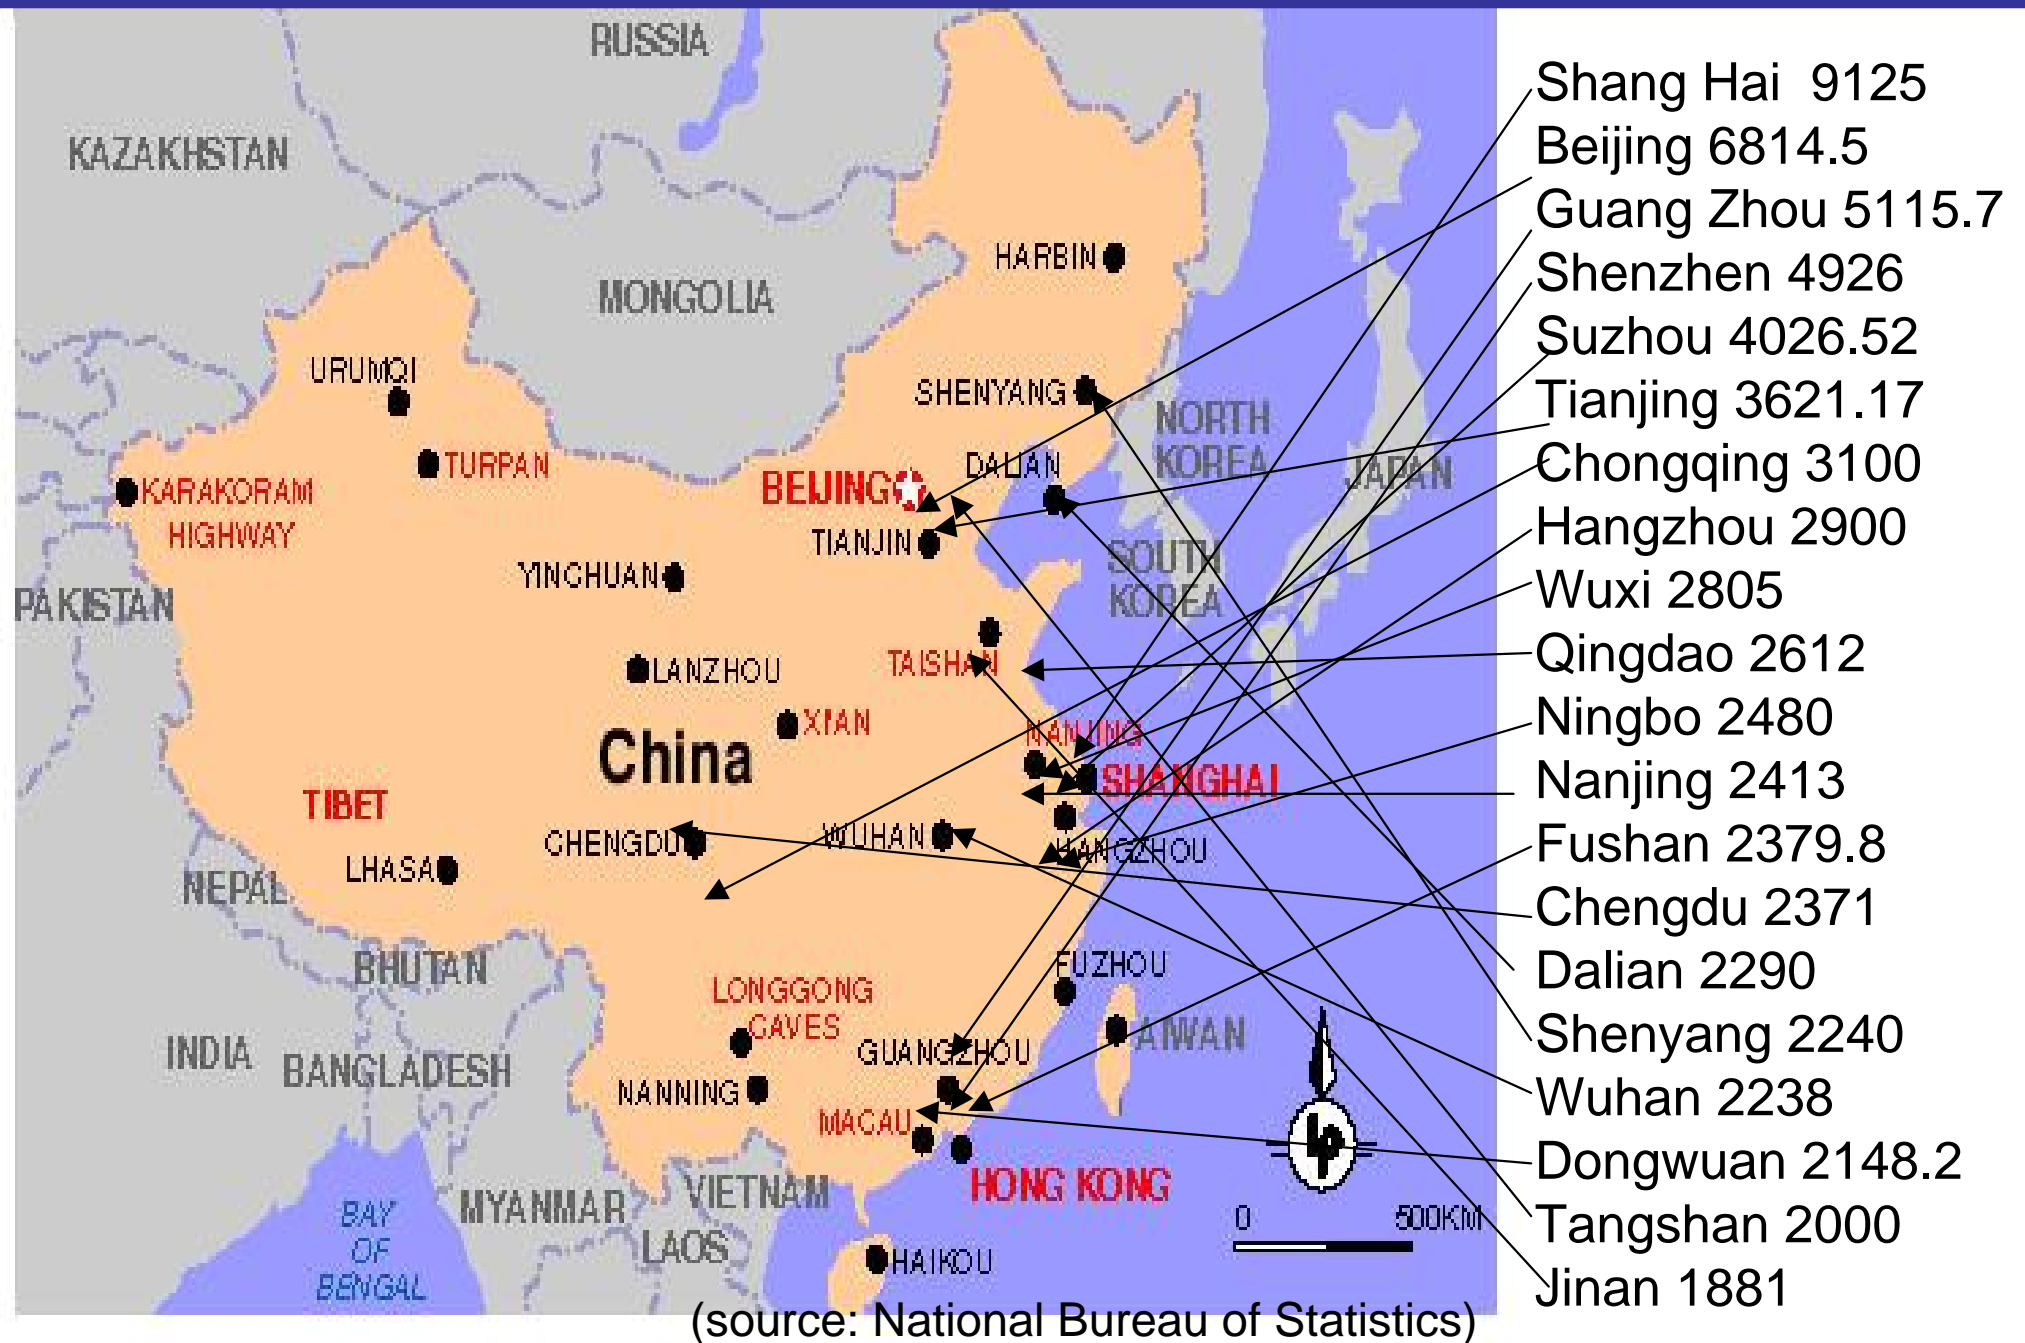 RUSSIA
KAZAKHSTAN
MONGOLIA
HARBIN
URUMQI
SHENYANG
TURPAN
NORTH
KOREA
DALIAN
JAPAN
BEIJING
KARAKORAM
HIGHWAY
TIANJIN
SOUTH
KOREA
YINCHUAN
PAKISTAN
TAISHAN
LANZHOU
XI'AN
NANJING
China
SHANGHAI
TIBET
CHENGDU
WUHAN
HANGZHOU
LHASA
NEPAL
BHUTAN
FUZHOU
LONGGONG
CAVES
INDIA
BANGLADESH
GUANGZHOU
TAIWAN
NANNING
MACAU
HONG KONG
MYANMAR
VIETNAM
LAOS
BAY
OF
BENGAL
HAIKOU
0 500KM
lp
(source: National Bureau of Statistics)
Shang Hai 9125
Beijing 6814.5
Guang Zhou 5115.7
Shenzhen 4926
Suzhou 4026.52
Tianjing 3621.17
Chongqing 3100
Hangzhou 2900
Wuxi 2805
Qingdao 2612
Ningbo 2480
Nanjing 2413
Fushan 2379.8
Chengdu 2371
Dalian 2290
Shenyang 2240
Wuhan 2238
Dongwuan 2148.2
Tangshan 2000
Jinan 1881